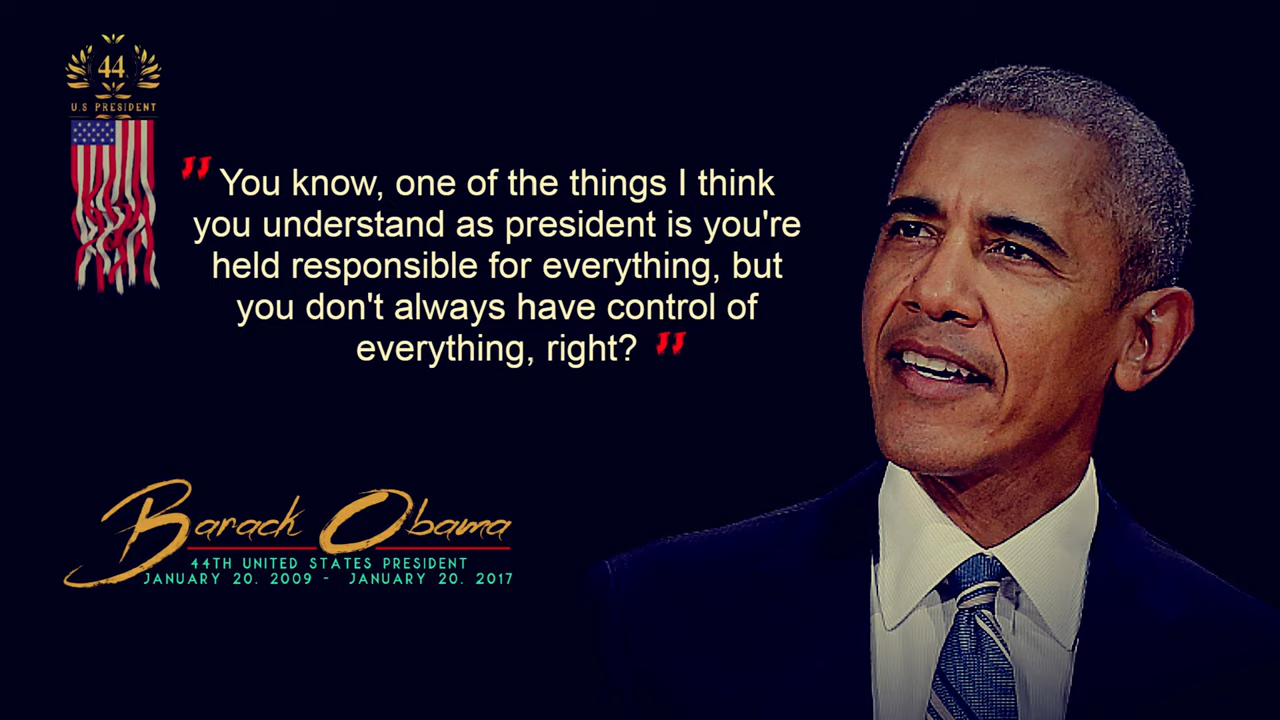 44
U.S PRESIDENT
"You know, one of the things I think
you understand as president is you're
held responsible for everything, but
you don't always have control of
everything, right? "
Barack Obama
44TH UNITED STATES PRESIDENT
JANUARY 20. 2009 - JANUARY 20. 2017